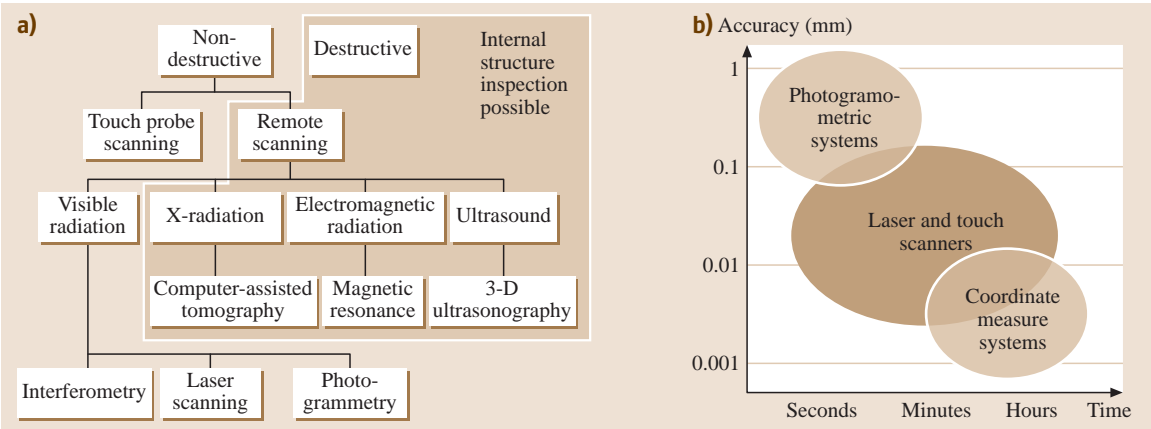 a)
Non-
destructive
Destructive
Internal
structure
inspection
possible
Touch probe
scanning
Remote
scanning
Visible
radiation
X-radiation
Electromagnetic
radiation
Ultrasound
Computer-assisted
tomography
Magnetic
resonance
3-D
ultrasonography
Interferometry
Laser
scanning
Photo-
grammetry
b) Accuracy (mm)
1
0.1
0.01
0.001
Photogramo-
metric
systems
Laser and touch
scanners
Coordinate
measure
systems
Seconds
Minutes
Hours
Time